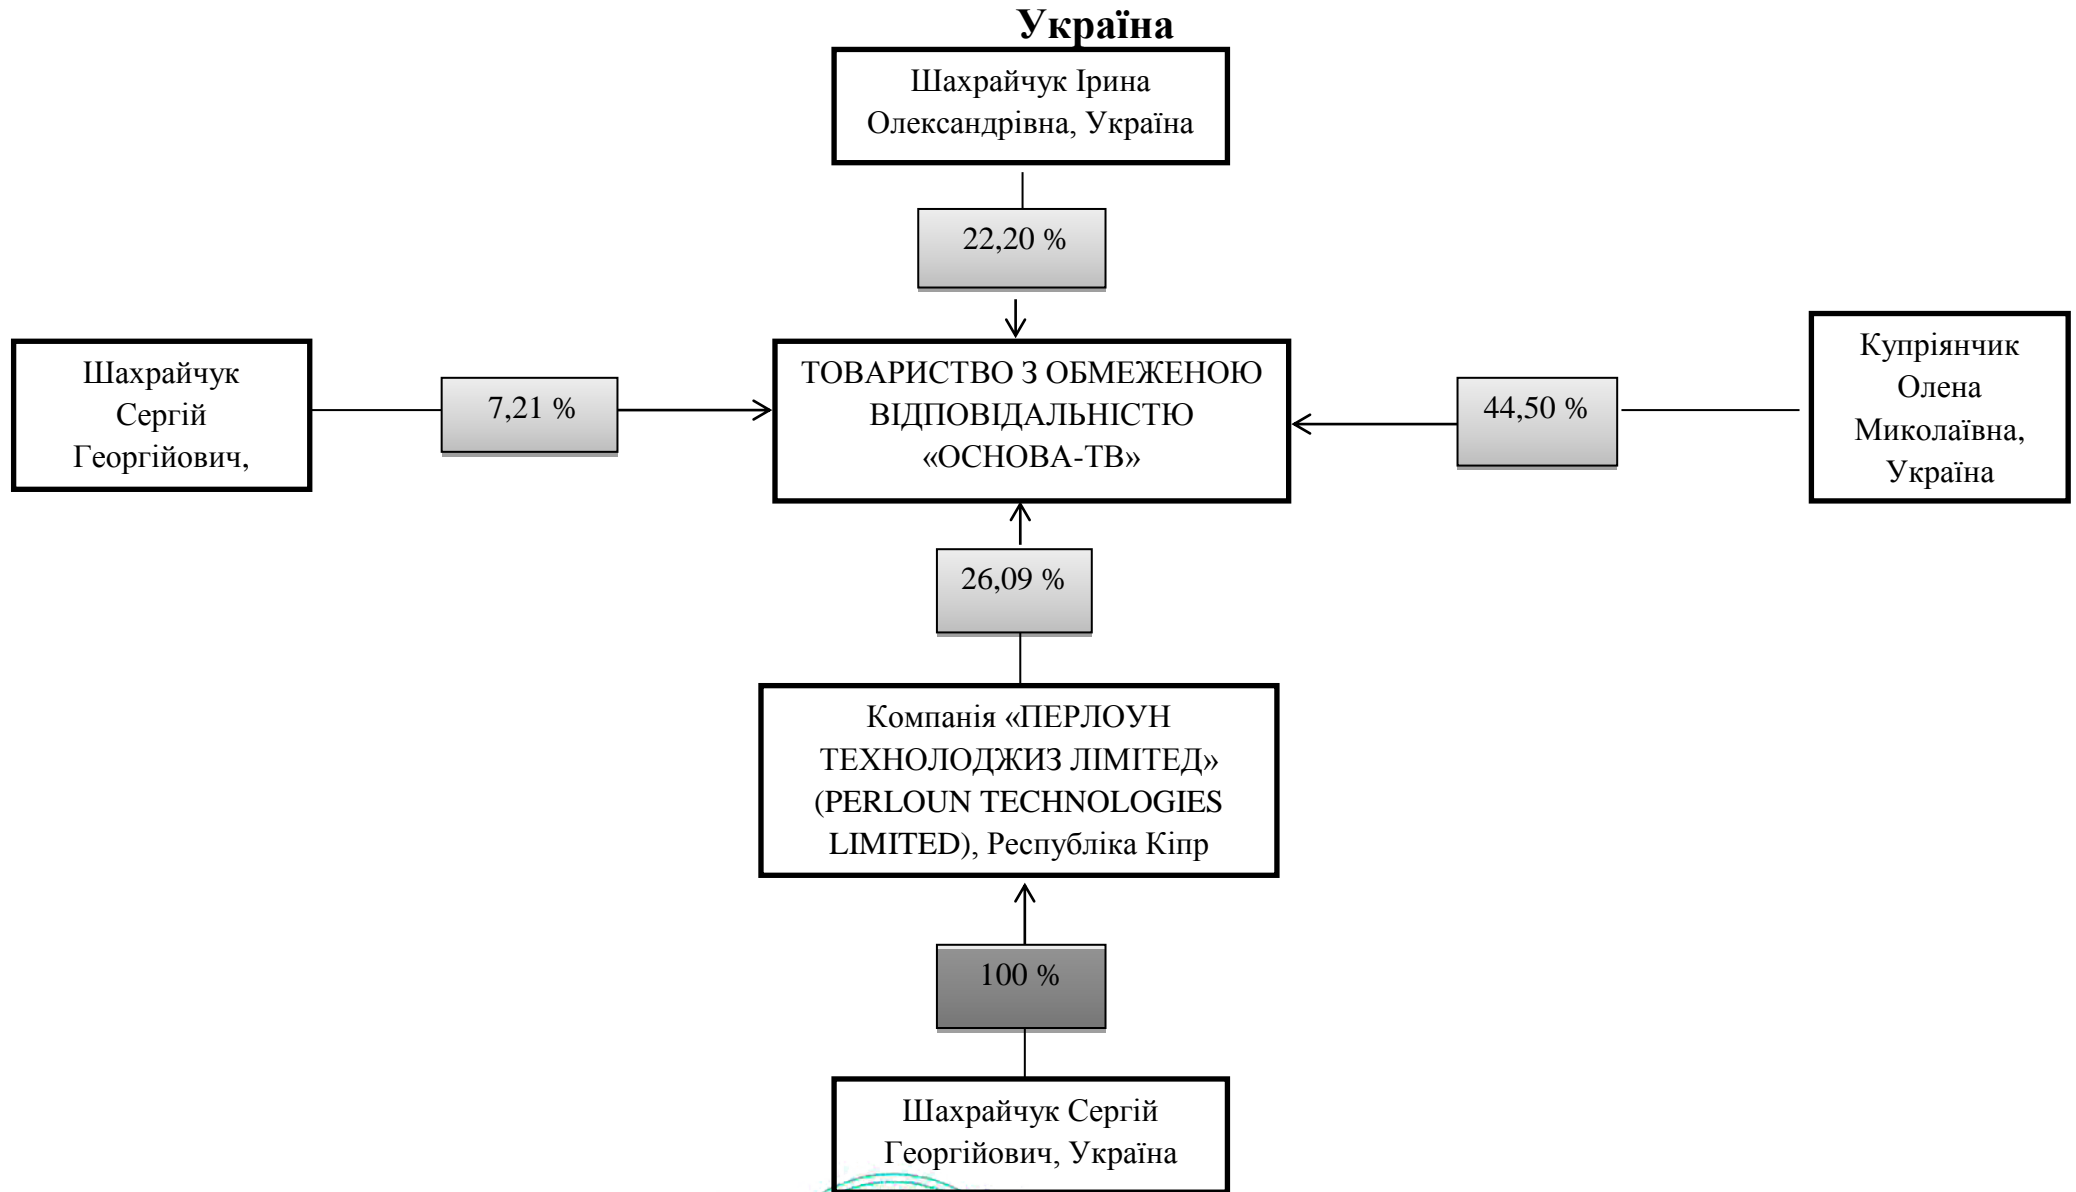 Україна
Шахрайчук Ірина
Олександрівна, Україна
22,20 %
Шахрайчук
Сергій
Георгійович,
7,21 %
ТОВАРИСТВО З ОБМЕЖЕНОЮ
ВІДПОВІДАЛЬНІСТЮ
«ОСНОВА-ТВ»
44,50 %
Купріянчик
Олена
Миколаївна,
Україна
26,09 %
Компанія «ПЕРЛОУН
ТЕХНОЛОДЖИЗ ЛІМІТЕД»
(PERLOUN TECHNOLOGIES
LIMITED), Республіка Кіпр
100 %
Шахрайчук Сергій
Георгійович, Україна